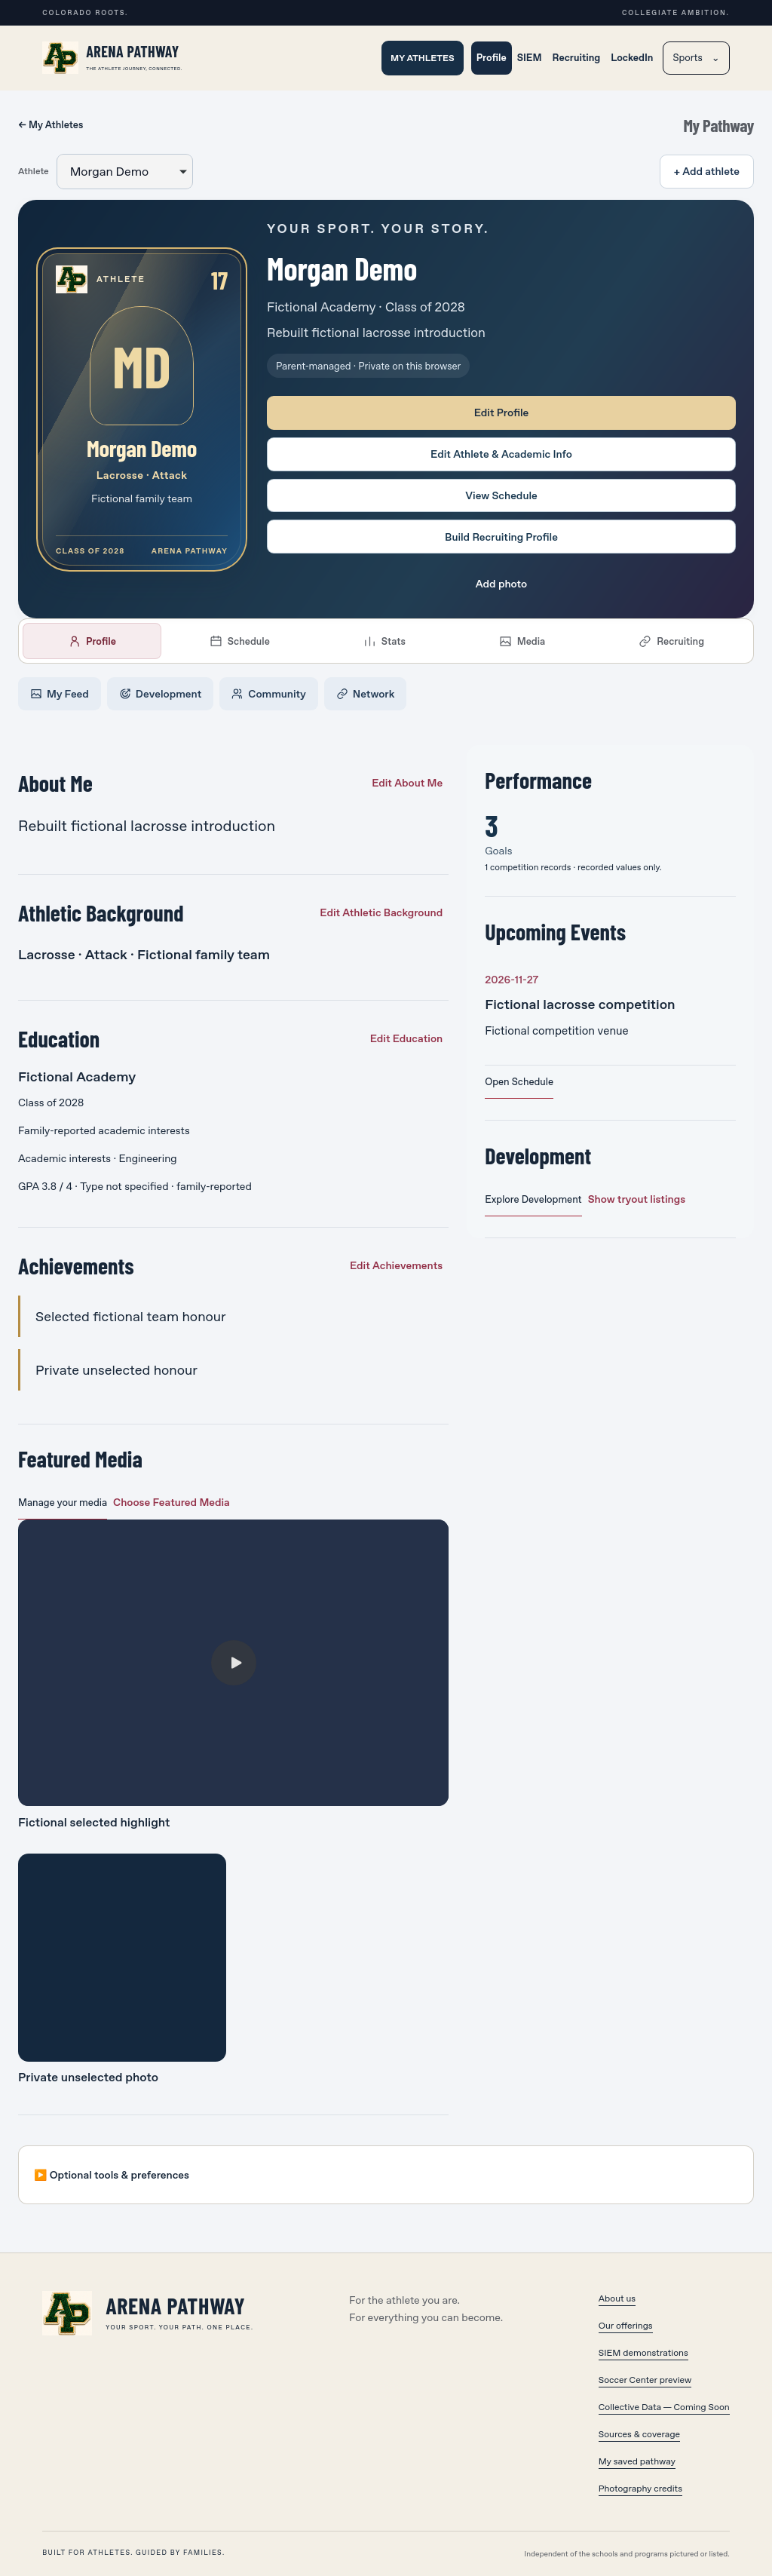 COLORADO ROOTS.
COLLEGIATE AMBITION.
AP
ARENA PATHWAY
THE ATHLETE JOURNEY, CONNECTED.
MY ATHLETES
Profile
SIEM
Recruiting
LockedIn
Sports
← My Athletes
My Pathway
Athlete
Morgan Demo
+ Add athlete
AP
ATHLETE
17
MD
Morgan Demo
Lacrosse · Attack
Fictional family team
CLASS OF 2028
ARENA PATHWAY
YOUR SPORT. YOUR STORY.
Morgan Demo
Fictional Academy · Class of 2028
Rebuilt fictional lacrosse introduction
Parent-managed · Private on this browser
Edit Profile
Edit Athlete & Academic Info
View Schedule
Build Recruiting Profile
Add photo
Profile
Schedule
Stats
Media
Recruiting
My Feed
Development
Community
Network
About Me
Edit About Me
Rebuilt fictional lacrosse introduction
Athletic Background
Edit Athletic Background
Lacrosse · Attack · Fictional family team
Education
Edit Education
Fictional Academy
Class of 2028
Family-reported academic interests
Academic interests · Engineering
GPA 3.8 / 4 · Type not specified · family-reported
Achievements
Edit Achievements
Selected fictional team honour
Private unselected honour
Featured Media
Manage your media
Choose Featured Media
Fictional selected highlight
Private unselected photo
Performance
3
Goals
1 competition records · recorded values only.
Upcoming Events
2026-11-27
Fictional lacrosse competition
Fictional competition venue
Open Schedule
Development
Explore Development
Show tryout listings
Optional tools & preferences
AP
ARENA PATHWAY
YOUR SPORT. YOUR PATH. ONE PLACE.
For the athlete you are.
For everything you can become.
About us
Our offerings
SIEM demonstrations
Soccer Center preview
Collective Data — Coming Soon
Sources & coverage
My saved pathway
Photography credits
BUILT FOR ATHLETES. GUIDED BY FAMILIES.
Independent of the schools and programs pictured or listed.